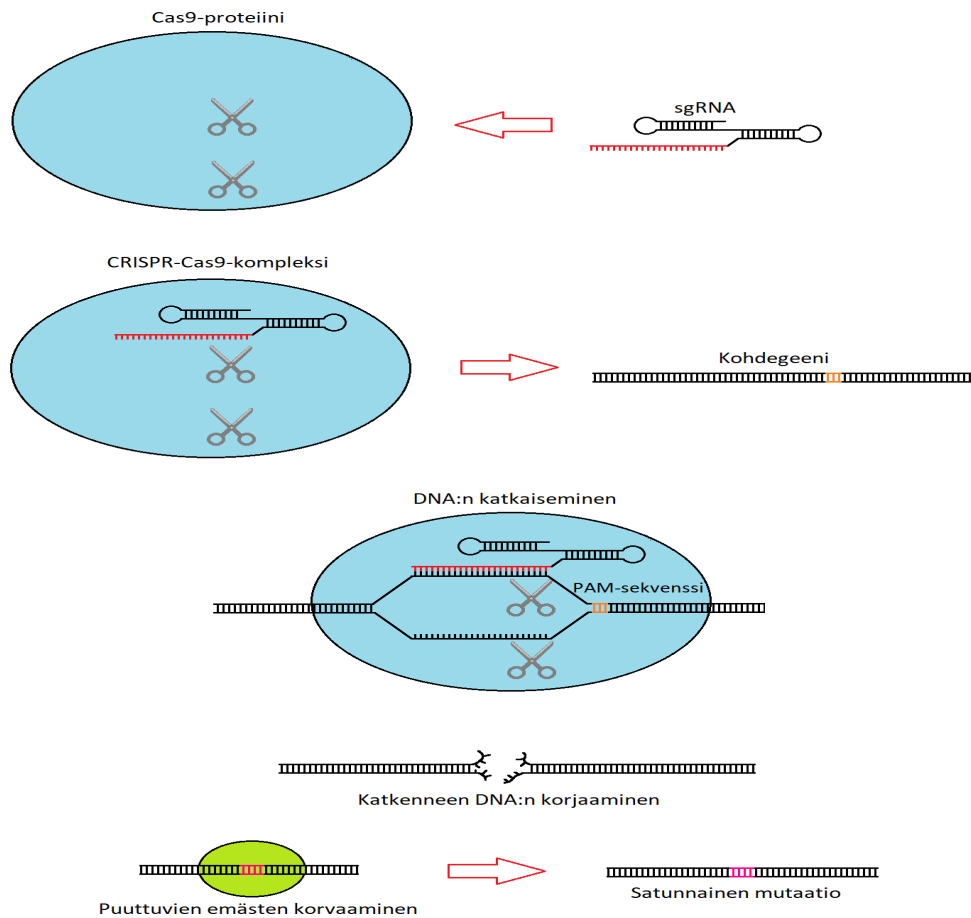 Cas9-proteiini
sgRNA
CRISPR-Cas9-kompleksi
Kohdegeeni
DNA:n katkaiseminen
PAM-sekvenssi
Katkenneen DNA:n korjaaminen
Puuttuvien emästen korvaaminen
Satunnainen mutaatio